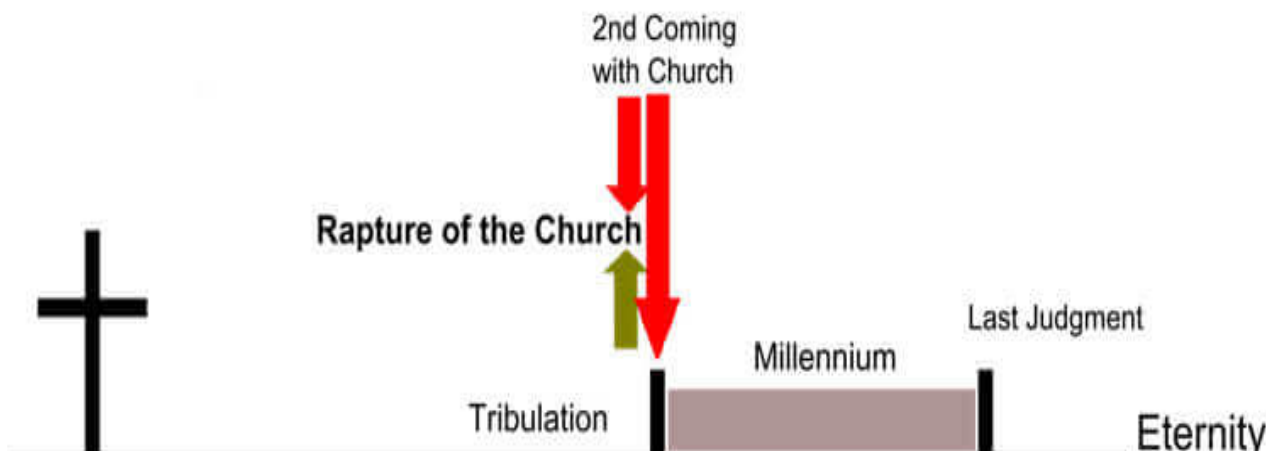 2nd Coming
with Church
Rapture of the Church
Last Judgment
Millennium
Tribulation
Eternity